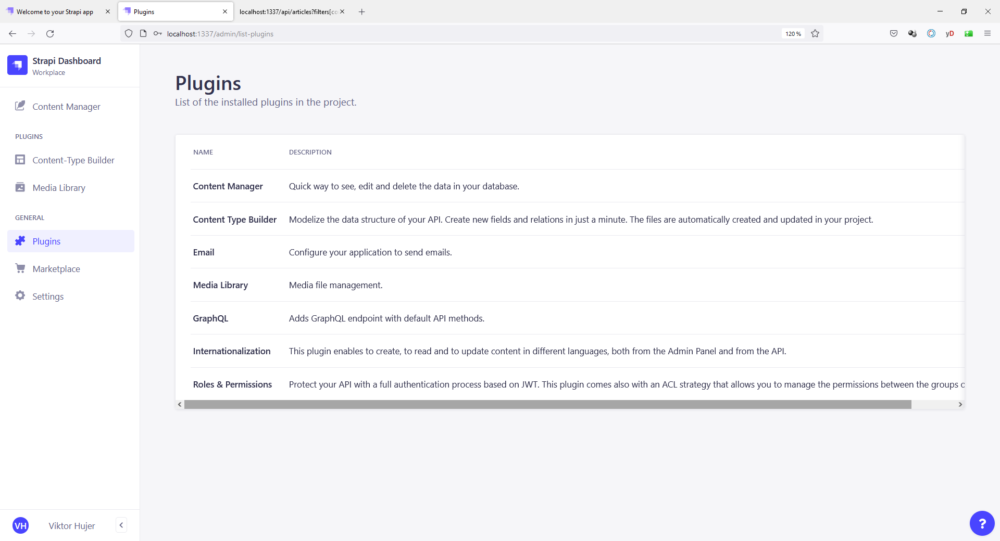 Welcome to your Strapi app
Plugins
localhost:1337/api/articles?filters[co
localhost:1337/admin/list-plugins
120 %
yD
Strapi Dashboard
Workplace
Content Manager
PLUGINS
Content-Type Builder
Media Library
GENERAL
Plugins
Marketplace
Settings
VH Viktor Hujer
Plugins
List of the installed plugins in the project.
NAME DESCRIPTION
Content Manager Quick way to see, edit and delete the data in your database.
Content Type Builder Modelize the data structure of your API. Create new fields and relations in just a minute. The files are automatically created and updated in your project.
Email Configure your application to send emails.
Media Library Media file management.
GraphQL Adds GraphQL endpoint with default API methods.
Internationalization This plugin enables to create, to read and to update content in different languages, both from the Admin Panel and from the API.
Roles & Permissions Protect your API with a full authentication process based on JWT. This plugin comes also with an ACL strategy that allows you to manage the permissions between the groups
?